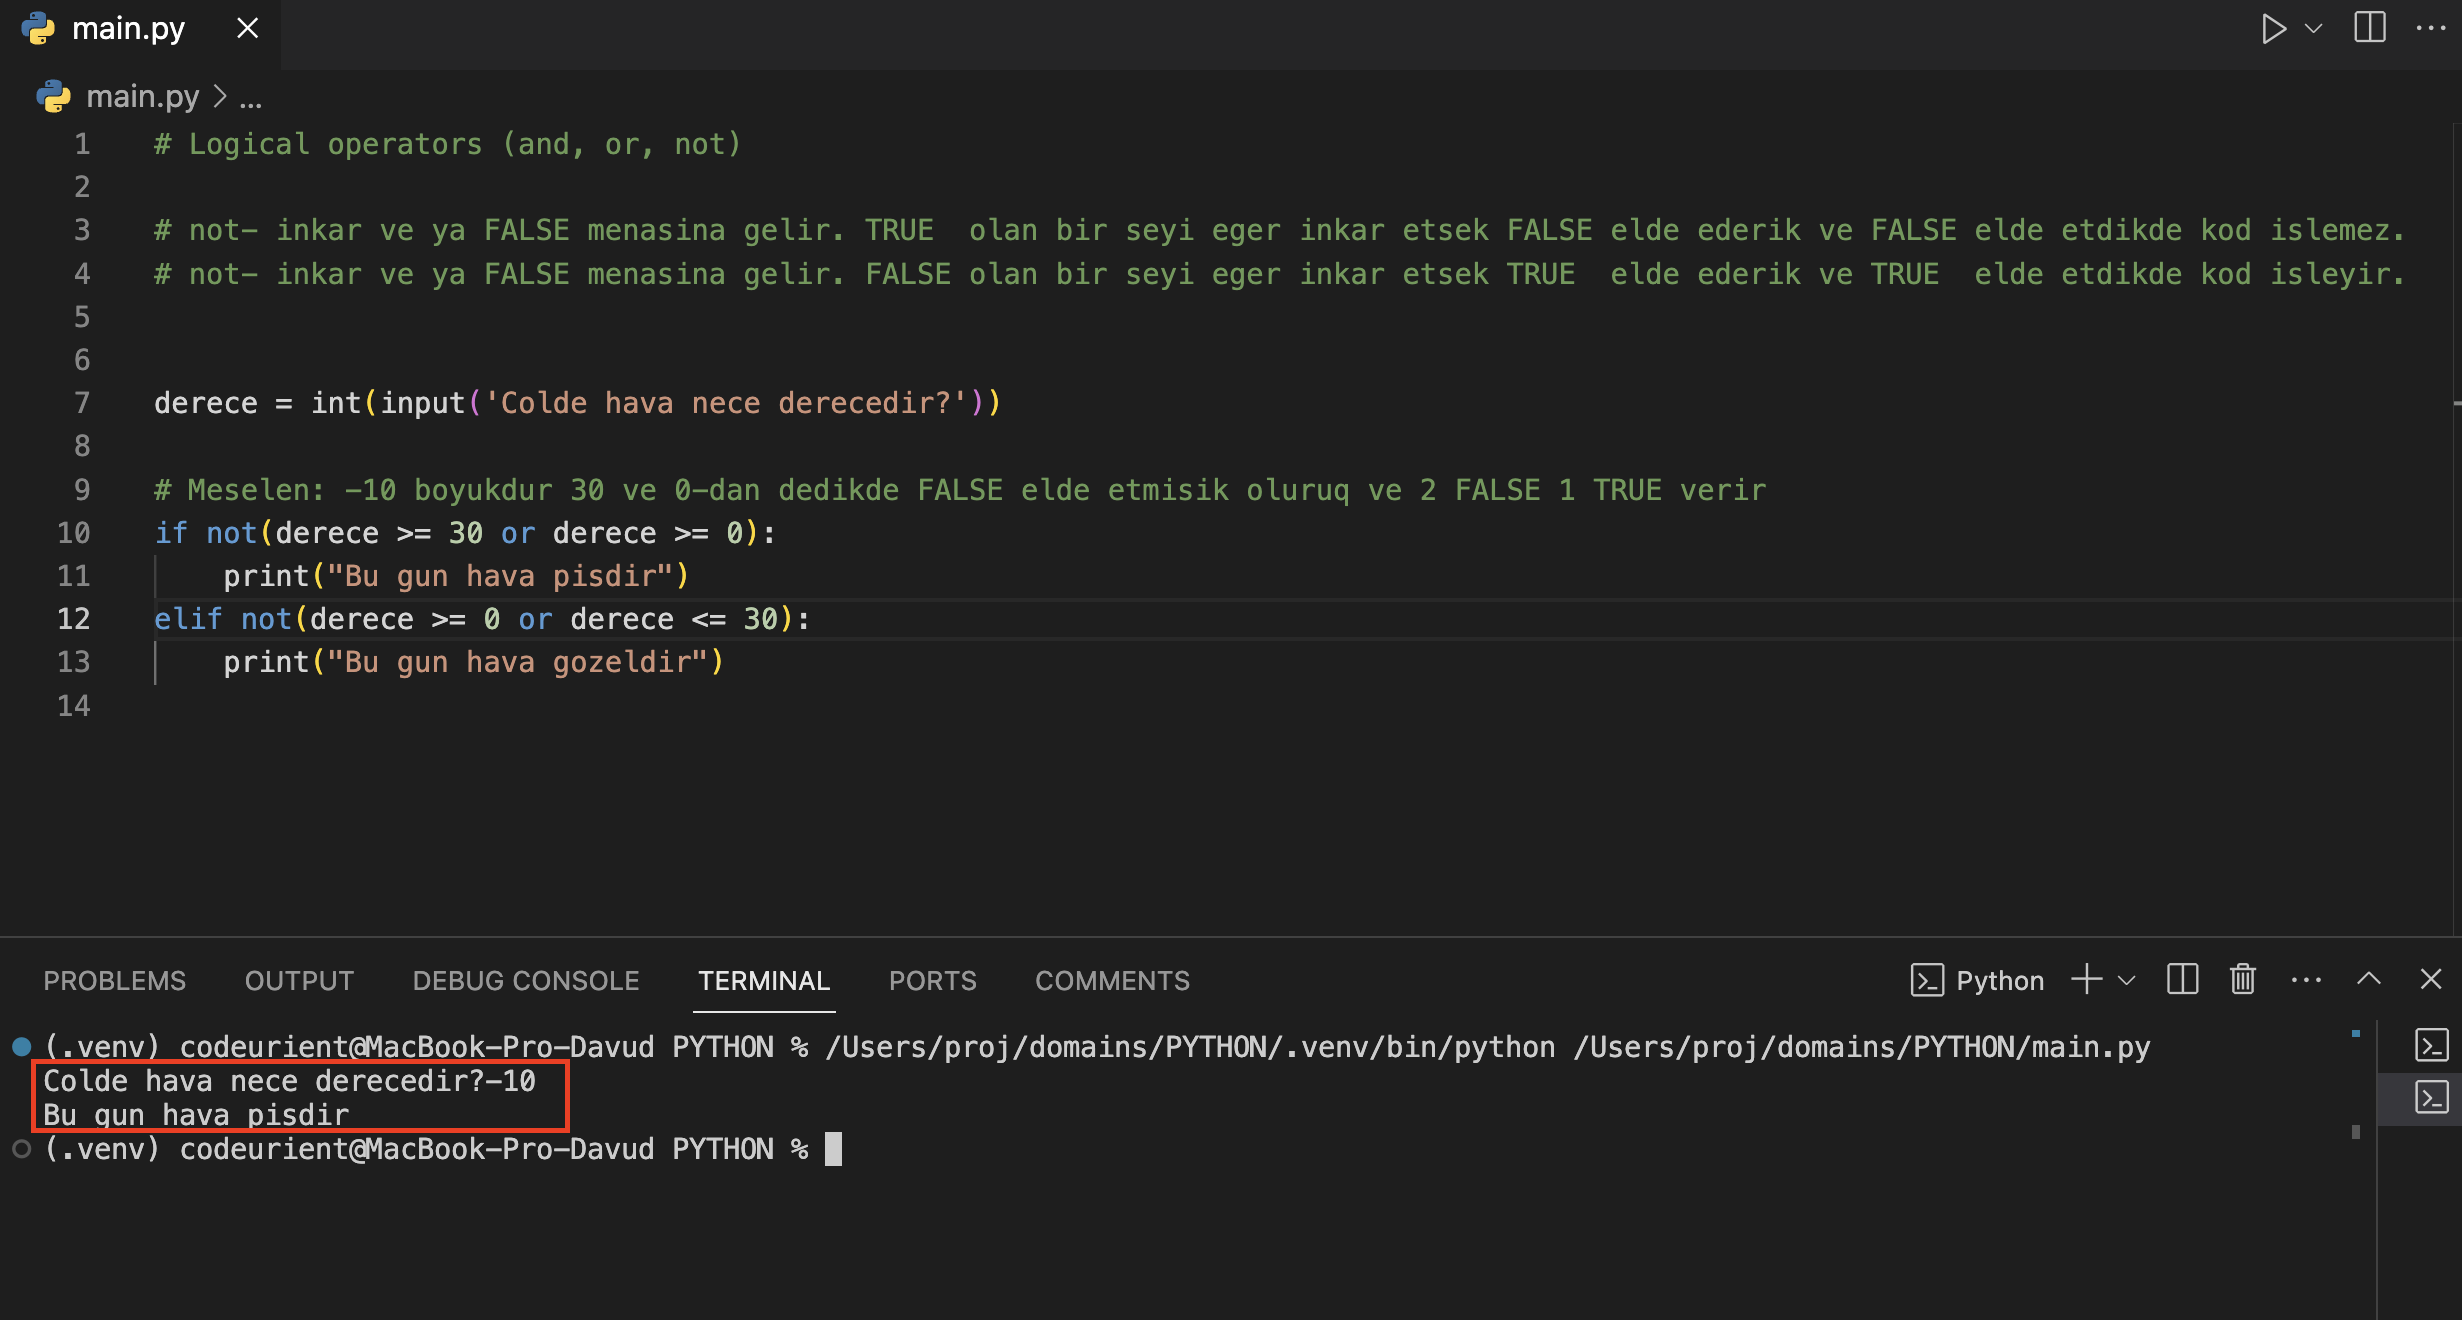 main.py
main.py > ...
1 # Logical operators (and, or, not)
2
3 # not- inkar ve ya FALSE menasina gelir. TRUE  olan bir seyi eger inkar etsek FALSE elde ederik ve FALSE elde etdikde kod islemez.
4 # not- inkar ve ya FALSE menasina gelir. FALSE olan bir seyi eger inkar etsek TRUE  elde ederik ve TRUE  elde etdikde kod isleyir.
5
6
7 derece = int(input('Colde hava nece derecedir?'))
8
9 # Meselen: -10 boyukdur 30 ve 0-dan dedikde FALSE elde etmisik oluruq ve 2 FALSE 1 TRUE verir
10 if not(derece >= 30 or derece >= 0):
11     print("Bu gun hava pisdir")
12 elif not(derece >= 0 or derece <= 30):
13     print("Bu gun hava gozeldir")
14
PROBLEMS OUTPUT DEBUG CONSOLE TERMINAL PORTS COMMENTS Python
(.venv) codeurient@MacBook-Pro-Davud PYTHON % /Users/proj/domains/PYTHON/.venv/bin/python /Users/proj/domains/PYTHON/main.py
Colde hava nece derecedir?-10
Bu gun hava pisdir
(.venv) codeurient@MacBook-Pro-Davud PYTHON %